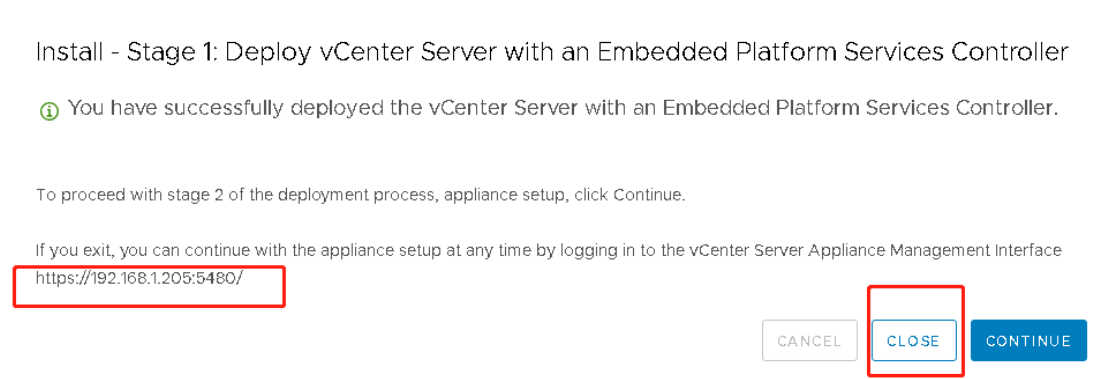 Install - Stage 1: Deploy vCenter Server with an Embedded Platform Services Controller
You have successfully deployed the vCenter Server with an Embedded Platform Services Controller.
To proceed with stage 2 of the deployment process, appliance setup, click Continue.
If you exit, you can continue with the appliance setup at any time by logging in to the vCenter Server Appliance Management Interface
https://192.168.1.205:5480/
CANCEL CLOSE CONTINUE